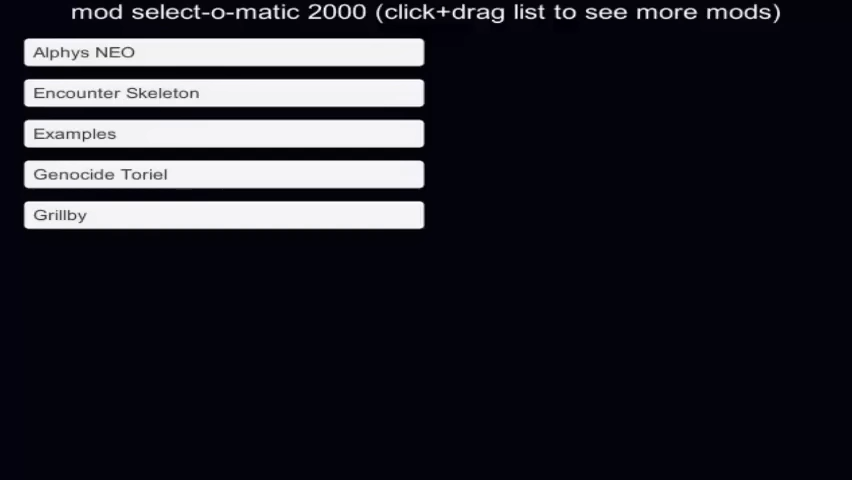 mod select-o-matic 2000 (click+drag list to see more mods)
Alphys NEO
Encounter Skeleton
Examples
Genocide Toriel
Grillby